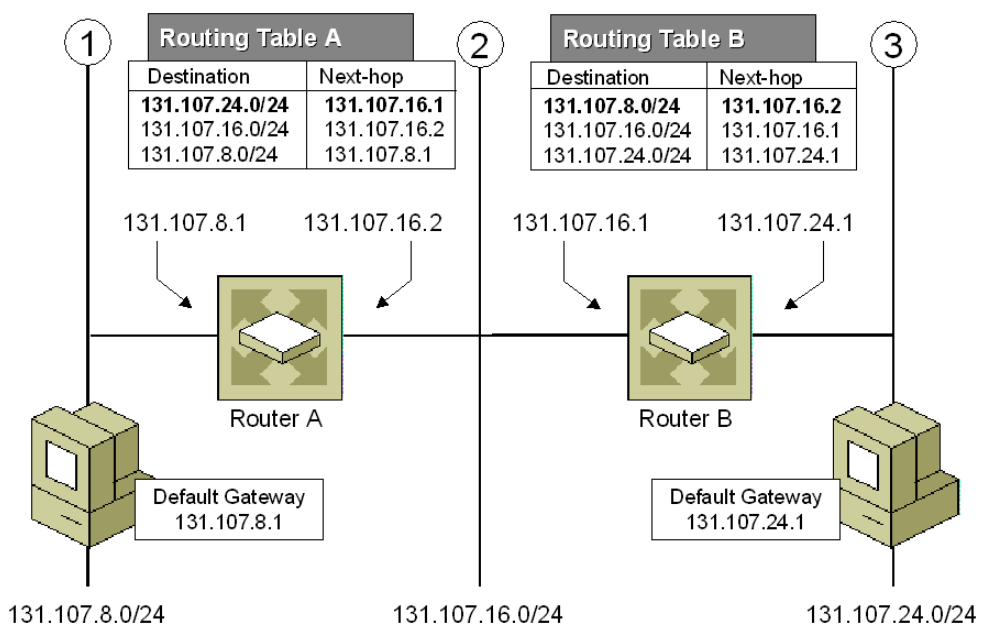 1
Routing Table A
Destination Next-hop
131.107.24.0/24 131.107.16.1
131.107.16.0/24 131.107.16.2
131.107.8.0/24 131.107.8.1
2
Routing Table B
Destination Next-hop
131.107.8.0/24 131.107.16.2
131.107.16.0/24 131.107.16.1
131.107.24.0/24 131.107.24.1
3
131.107.8.1 131.107.16.2 131.107.16.1 131.107.24.1
Router A Router B
Default Gateway
131.107.8.1
Default Gateway
131.107.24.1
131.107.8.0/24 131.107.16.0/24 131.107.24.0/24